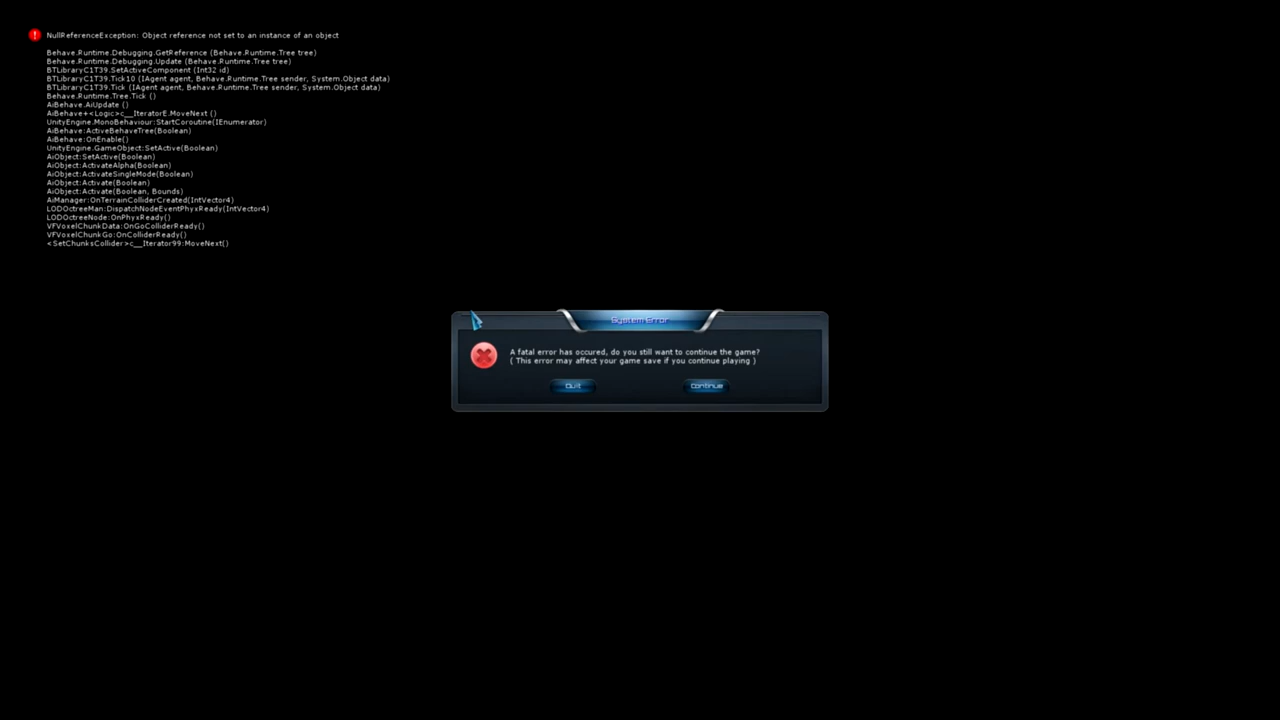 NullReferenceException: Object reference not set to an instance of an object
Behave.Runtime.Debugging.GetReference (Behave.Runtime.Tree tree)
Behave.Runtime.Debugging.Update (Behave.Runtime.Tree tree)
BTLibraryC1T39.SetActiveComponent (Int32 id)
BTLibraryC1T39.Tick10 (IAgent agent, Behave.Runtime.Tree sender, System.Object data)
BTLibraryC1T39.Tick (IAgent agent, Behave.Runtime.Tree sender, System.Object data)
Behave.Runtime.Tree.Tick ()
AiBehave.AiUpdate ()
AiBehave+<Logic>c__IteratorE.MoveNext ()
UnityEngine.MonoBehaviour:StartCoroutine(IEnumerator)
AiBehave:ActiveBehaveTree(Boolean)
AiBehave:OnEnable()
UnityEngine.GameObject:SetActive(Boolean)
AiObject:SetActive(Boolean)
AiObject:ActivateAlpha(Boolean)
AiObject:ActivateSingleMode(Boolean)
AiObject:Activate(Boolean)
AiObject:Activate(Boolean, Bounds)
AiManager:OnTerrainColliderCreated(IntVector4)
LODOctreeMan:DispatchNodeEventPhyxReady(IntVector4)
LODOctreeNode:OnPhyxReady()
VFVoxelChunkData:OnGoColliderReady()
VFVoxelChunkGo:OnColliderReady()
<SetChunksCollider>c__Iterator99:MoveNext()
System Error
A fatal error has occured, do you still want to continue the game?
( This error may affect your game save if you continue playing )
Quit
Continue